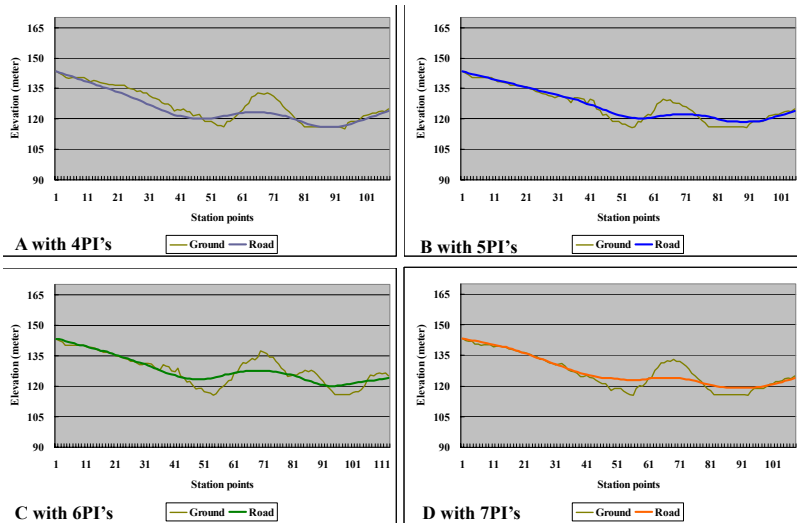 165
150
135
120
105
90
Elevation (meter)
1 11 21 31 41 51 61 71 81 91 101
Station points
A with 4PI's
Ground Road
165
150
135
120
105
90
Elevation (meter)
1 11 21 31 41 51 61 71 81 91 101
Station points
B with 5PI's
Ground Road
165
150
135
120
105
90
Elevation (meter)
1 11 21 31 41 51 61 71 81 91 101 111
Station points
C with 6PI's
Ground Road
165
150
135
120
105
90
Elevation (meter)
1 11 21 31 41 51 61 71 81 91 101
Station points
D with 7PI's
Ground Road